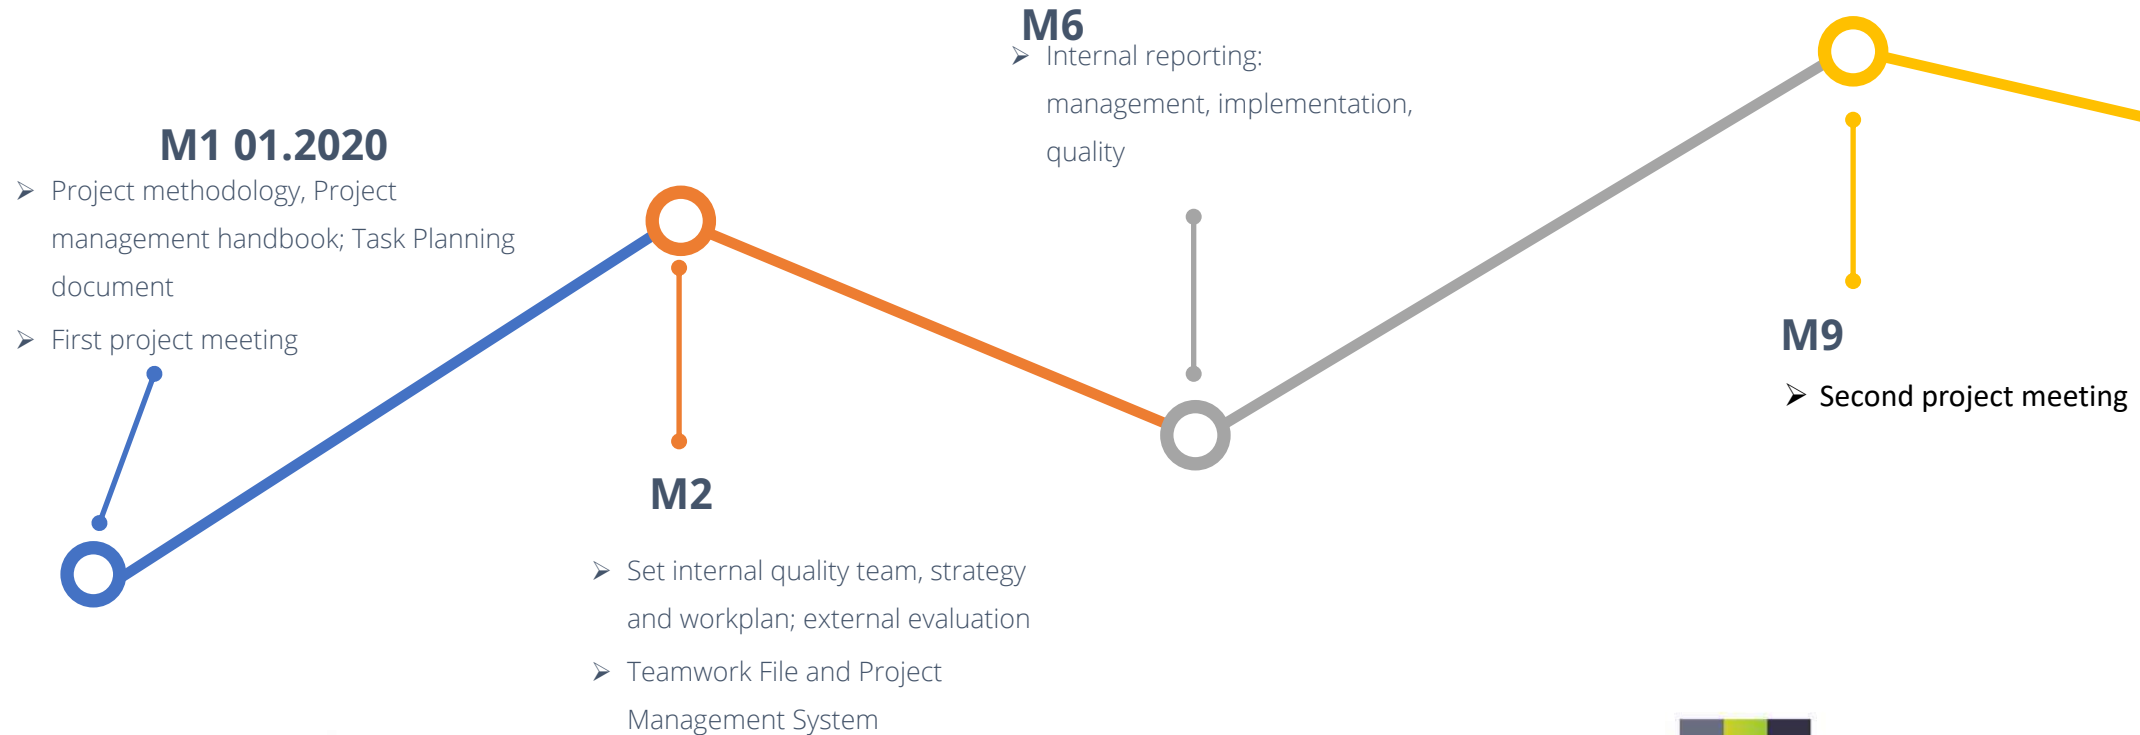 M1 01.2020
➢ Project methodology, Project
management handbook; Task Planning
document
➢ First project meeting
M2
➢ Set internal quality team, strategy
and workplan; external evaluation
➢ Teamwork File and Project
Management System
M6
➢ Internal reporting:
management, implementation,
quality
M9
➢ Second project meeting